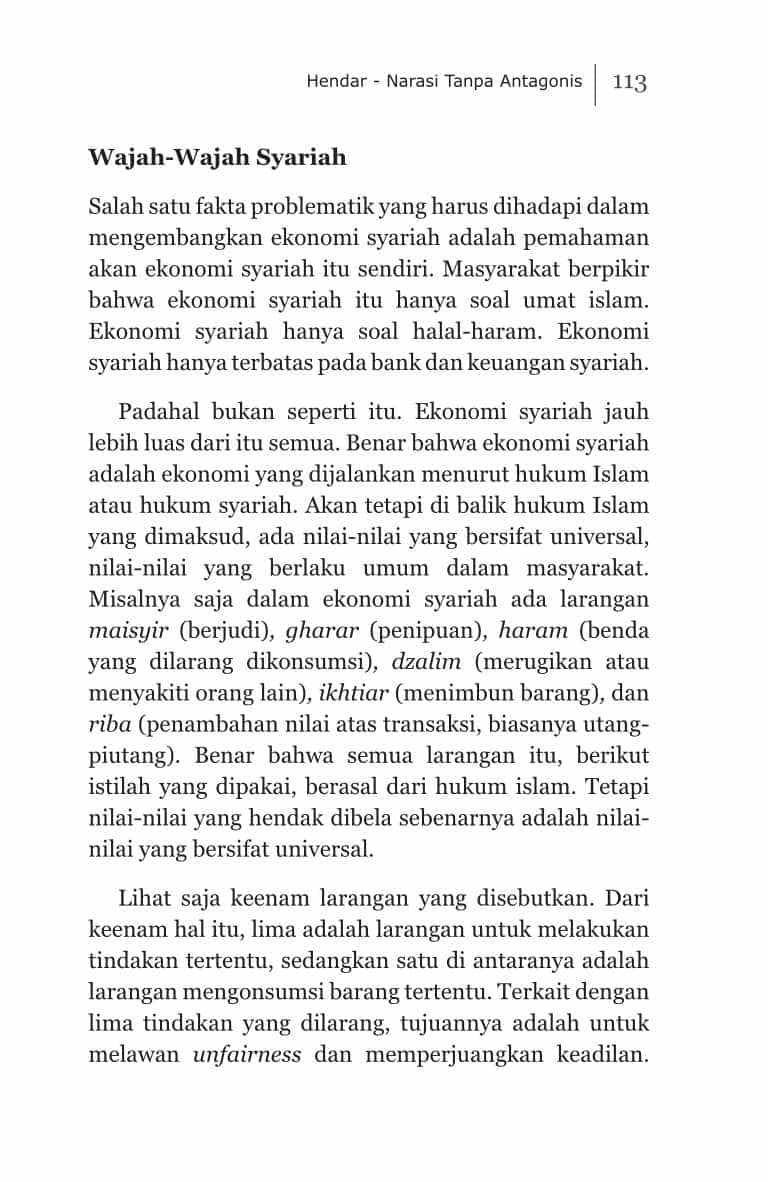 Hendar - Narasi Tanpa Antagonis 113
Wajah-Wajah Syariah
Salah satu fakta problematik yang harus dihadapi dalam
mengembangkan ekonomi syariah adalah pemahaman
akan ekonomi syariah itu sendiri. Masyarakat berpikir
bahwa ekonomi syariah itu hanya soal umat islam.
Ekonomi syariah hanya soal halal-haram. Ekonomi
syariah hanya terbatas pada bank dan keuangan syariah.
Padahal bukan seperti itu. Ekonomi syariah jauh
lebih luas dari itu semua. Benar bahwa ekonomi syariah
adalah ekonomi yang dijalankan menurut hukum Islam
atau hukum syariah. Akan tetapi di balik hukum Islam
yang dimaksud, ada nilai-nilai yang bersifat universal,
nilai-nilai yang berlaku umum dalam masyarakat.
Misalnya saja dalam ekonomi syariah ada larangan
maisyir (berjudi), gharar (penipuan), haram (benda
yang dilarang dikonsumsi), dzalim (merugikan atau
menyakiti orang lain), ikhtiar (menimbun barang), dan
riba (penambahan nilai atas transaksi, biasanya utang-
piutang). Benar bahwa semua larangan itu, berikut
istilah yang dipakai, berasal dari hukum islam. Tetapi
nilai-nilai yang hendak dibela sebenarnya adalah nilai-
nilai yang bersifat universal.
Lihat saja keenam larangan yang disebutkan. Dari
keenam hal itu, lima adalah larangan untuk melakukan
tindakan tertentu, sedangkan satu di antaranya adalah
larangan mengonsumsi barang tertentu. Terkait dengan
lima tindakan yang dilarang, tujuannya adalah untuk
melawan unfairness dan memperjuangkan keadilan.